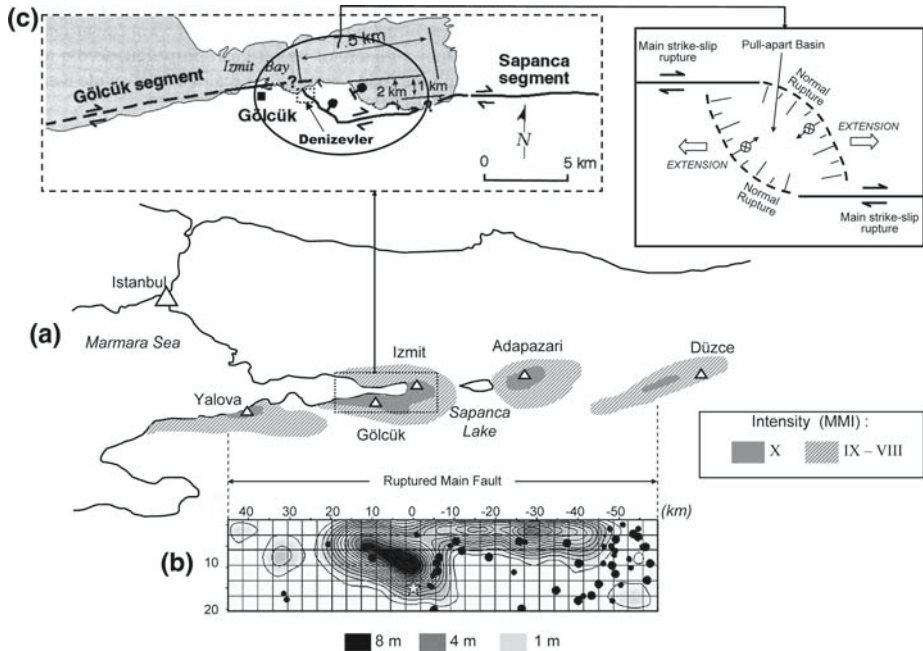 (c)
7.5 km
Izmit Bay
Gölcük segment
?
1 km
2 km
Sapanca
segment
Gölcük
Denizevler
N
0 5 km
Main strike-slip
rupture
Pull-apart Basin
Normal
Rupture
EXTENSION
EXTENSION
Normal
Rupture
Main strike-slip
rupture
Istanbul
(a)
Marmara Sea
Izmit
Adapazari
Düzce
Yalova
Gölcük
Sapanca
Lake
Intensity (MMI) :
X IX – VIII
Ruptured Main Fault
40 30 20 10 0 -10 -20 -30 -40 -50 (km)
(b)
10
20
8 m 4 m 1 m